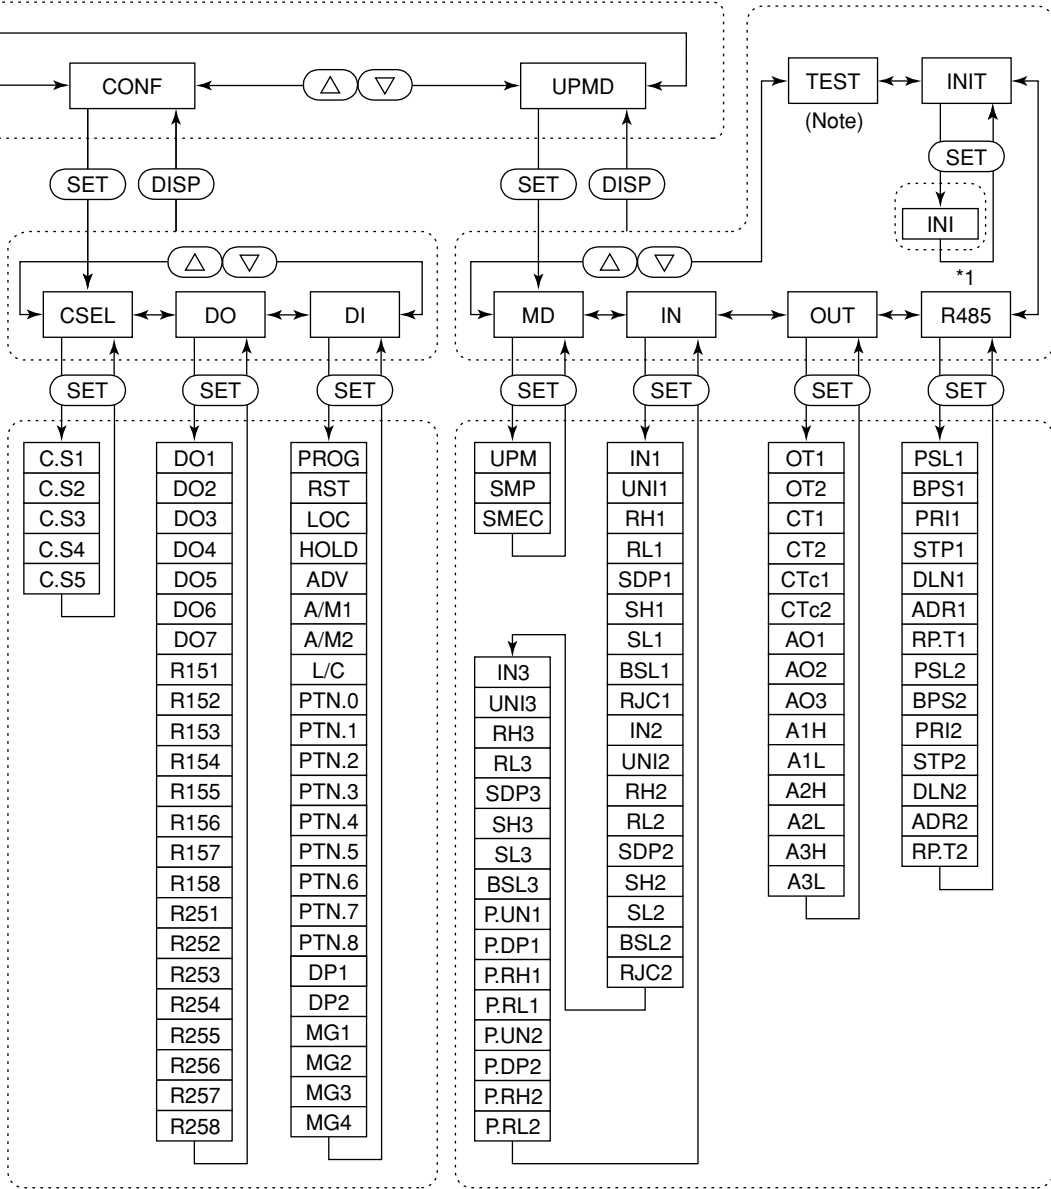 CONF
UPMD
TEST
INIT
(Note)
SET
SET
DISP
SET
DISP
INI
*1
CSEL
DO
DI
MD
IN
OUT
R485
SET
SET
SET
SET
SET
SET
SET
C.S1
C.S2
C.S3
C.S4
C.S5
DO1
DO2
DO3
DO4
DO5
DO6
DO7
R151
R152
R153
R154
R155
R156
R157
R158
R251
R252
R253
R254
R255
R256
R257
R258
PROG
RST
LOC
HOLD
ADV
A/M1
A/M2
L/C
PTN.0
PTN.1
PTN.2
PTN.3
PTN.4
PTN.5
PTN.6
PTN.7
PTN.8
DP1
DP2
MG1
MG2
MG3
MG4
UPM
SMP
SMEC
IN1
UNI1
RH1
RL1
SDP1
SH1
SL1
BSL1
RJC1
IN2
UNI2
RH2
RL2
SDP2
SH2
SL2
BSL2
RJC2
IN3
UNI3
RH3
RL3
SDP3
SH3
SL3
BSL3
P.UN1
P.DP1
P.RH1
P.RL1
P.UN2
P.DP2
P.RH2
P.RL2
OT1
OT2
CT1
CT2
CTc1
CTc2
AO1
AO2
AO3
A1H
A1L
A2H
A2L
A3H
A3L
PSL1
BPS1
PRI1
STP1
DLN1
ADR1
RP.T1
PSL2
BPS2
PRI2
STP2
DLN2
ADR2
RP.T2